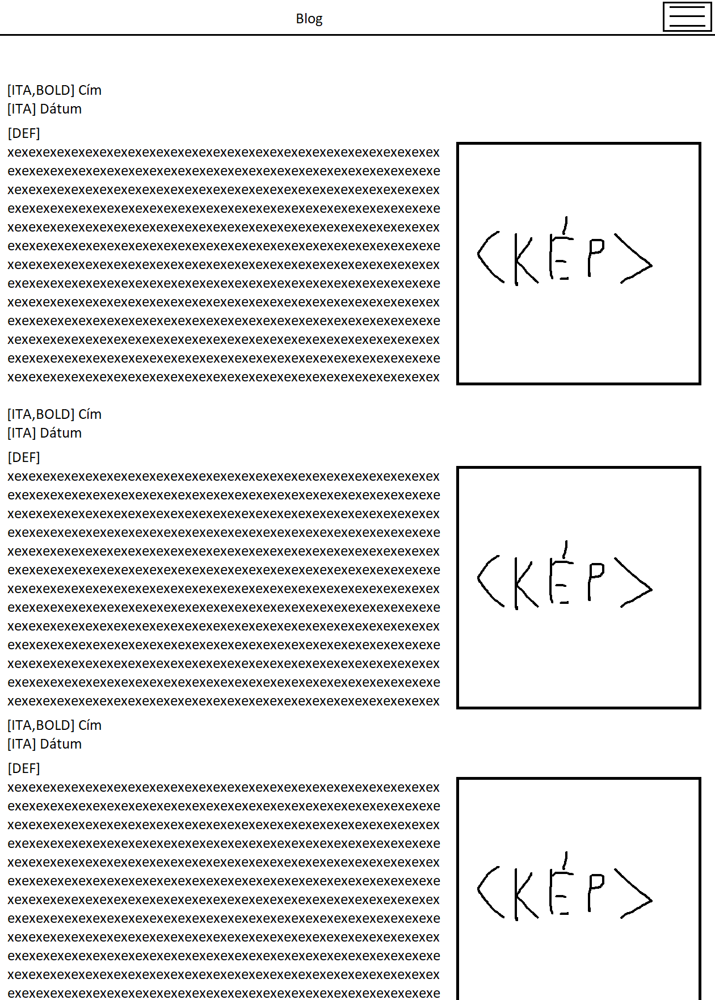 Blog
[ITA,BOLD] Cím
[ITA] Dátum
[DEF]
xexexexexexexexexexexexexexexexexexexexexexexexexexexexexexex
exexexexexexexexexexexexexexexexexexexexexexexexexexexexexexe
xexexexexexexexexexexexexexexexexexexexexexexexexexexexexexex
exexexexexexexexexexexexexexexexexexexexexexexexexexexexexexe
xexexexexexexexexexexexexexexexexexexexexexexexexexexexexexex
exexexexexexexexexexexexexexexexexexexexexexexexexexexexexexe
xexexexexexexexexexexexexexexexexexexexexexexexexexexexexexex
exexexexexexexexexexexexexexexexexexexexexexexexexexexexexexe
xexexexexexexexexexexexexexexexexexexexexexexexexexexexexexex
exexexexexexexexexexexexexexexexexexexexexexexexexexexexexexe
xexexexexexexexexexexexexexexexexexexexexexexexexexexexexexex
exexexexexexexexexexexexexexexexexexexexexexexexexexexexexexe
xexexexexexexexexexexexexexexexexexexexexexexexexexexexexexex
<KÉP>
[ITA,BOLD] Cím
[ITA] Dátum
[DEF]
xexexexexexexexexexexexexexexexexexexexexexexexexexexexexexex
exexexexexexexexexexexexexexexexexexexexexexexexexexexexexexe
xexexexexexexexexexexexexexexexexexexexexexexexexexexexexexex
exexexexexexexexexexexexexexexexexexexexexexexexexexexexexexe
xexexexexexexexexexexexexexexexexexexexexexexexexexexexexexex
exexexexexexexexexexexexexexexexexexexexexexexexexexexexexexe
xexexexexexexexexexexexexexexexexexexexexexexexexexexexexexex
exexexexexexexexexexexexexexexexexexexexexexexexexexexexexexe
xexexexexexexexexexexexexexexexexexexexexexexexexexexexexexex
exexexexexexexexexexexexexexexexexexexexexexexexexexexexexexe
xexexexexexexexexexexexexexexexexexexexexexexexexexexexexexex
exexexexexexexexexexexexexexexexexexexexexexexexexexexexexexe
xexexexexexexexexexexexexexexexexexexexexexexexexexexexexexex
<KÉP>
[ITA,BOLD] Cím
[ITA] Dátum
[DEF]
xexexexexexexexexexexexexexexexexexexexexexexexexexexexexexex
exexexexexexexexexexexexexexexexexexexexexexexexexexexexexexe
xexexexexexexexexexexexexexexexexexexexexexexexexexexexexexex
exexexexexexexexexexexexexexexexexexexexexexexexexexexexexexe
xexexexexexexexexexexexexexexexexexexexexexexexexexexexexexex
exexexexexexexexexexexexexexexexexexexexexexexexexexexexexexe
xexexexexexexexexexexexexexexexexexexexexexexexexexexexexexex
exexexexexexexexexexexexexexexexexexexexexexexexexexexexexexe
xexexexexexexexexexexexexexexexexexexexexexexexexexexexexexex
exexexexexexexexexexexexexexexexexexexexexexexexexexexexexexe
xexexexexexexexexexexexexexexexexexexexexexexexexexexexexexex
exexexexexexexexexexexexexexexexexexexexexexexexexexexexexexe
<KÉP>